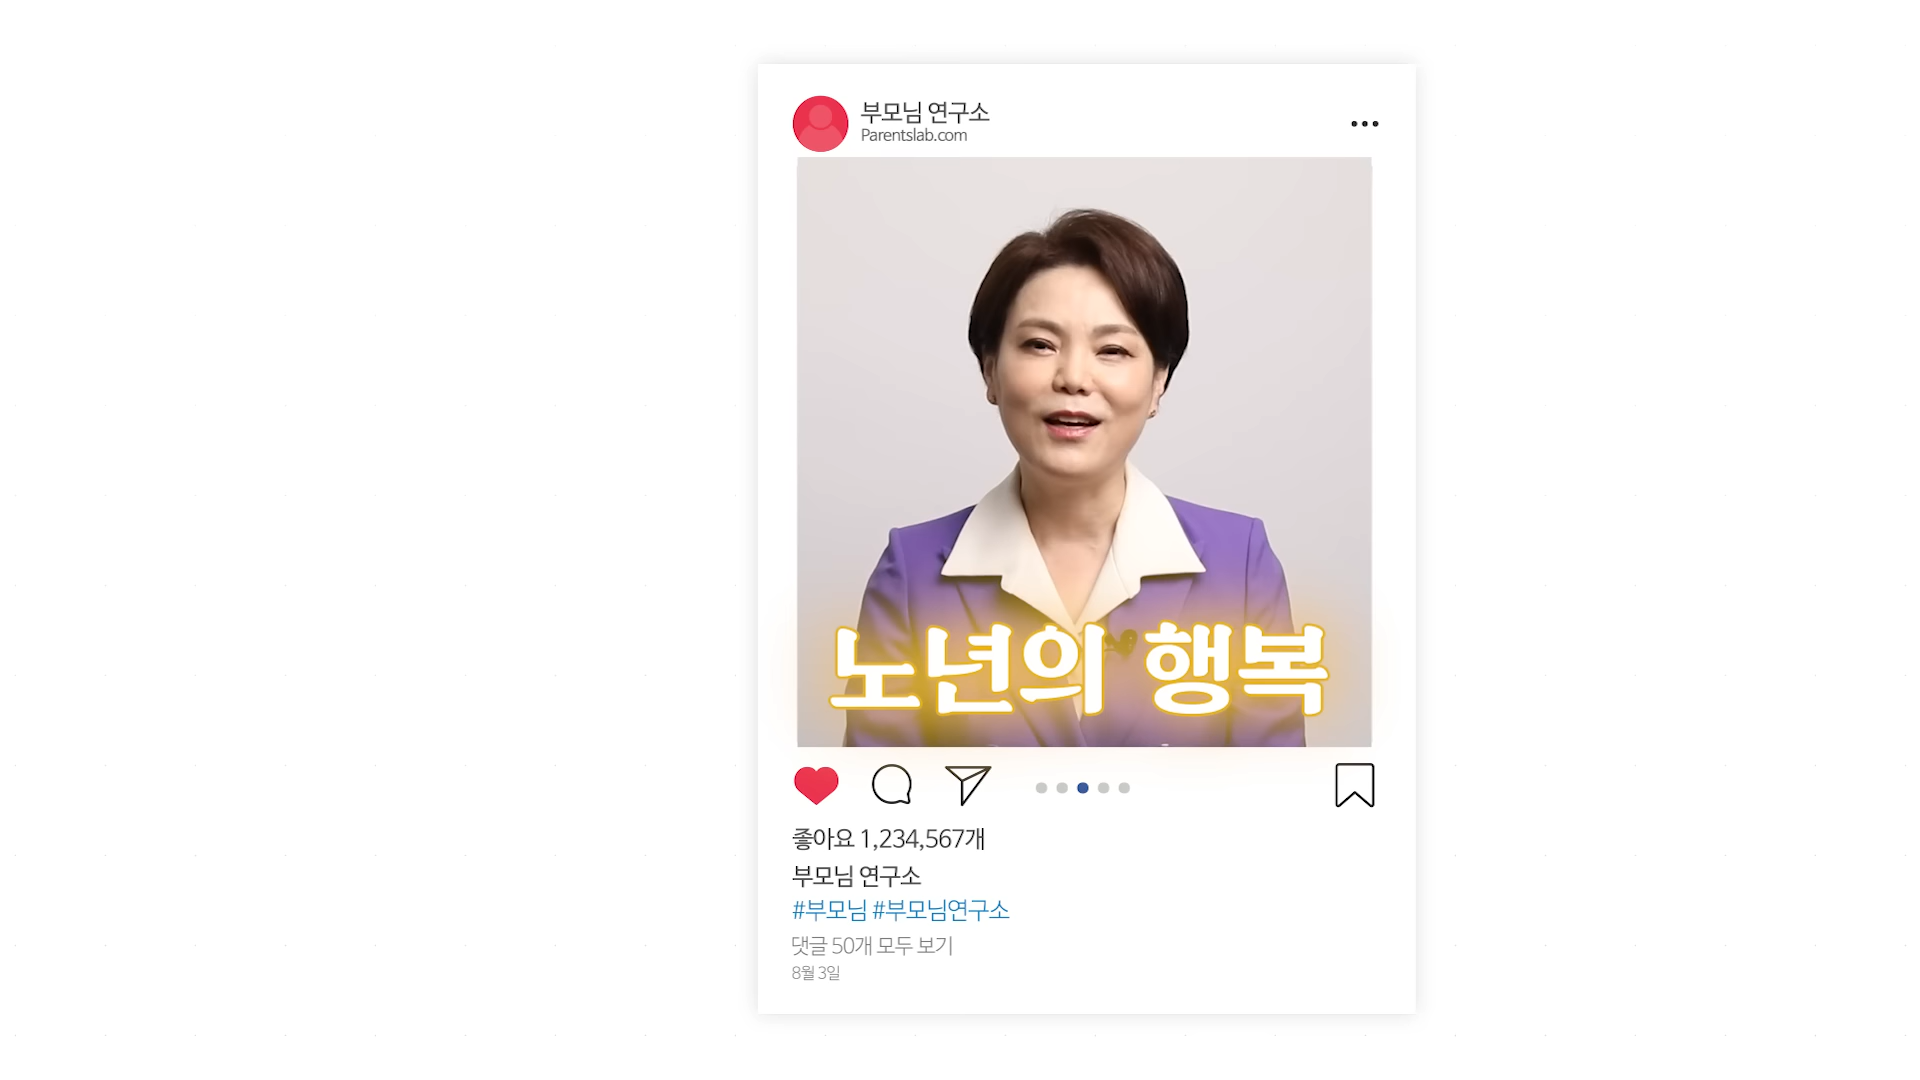 부모님 연구소
Parentslab.com
노년의 행복
좋아요 1,234,567개
부모님 연구소
#부모님 #부모님연구소
댓글 50개 모두 보기
8월 3일